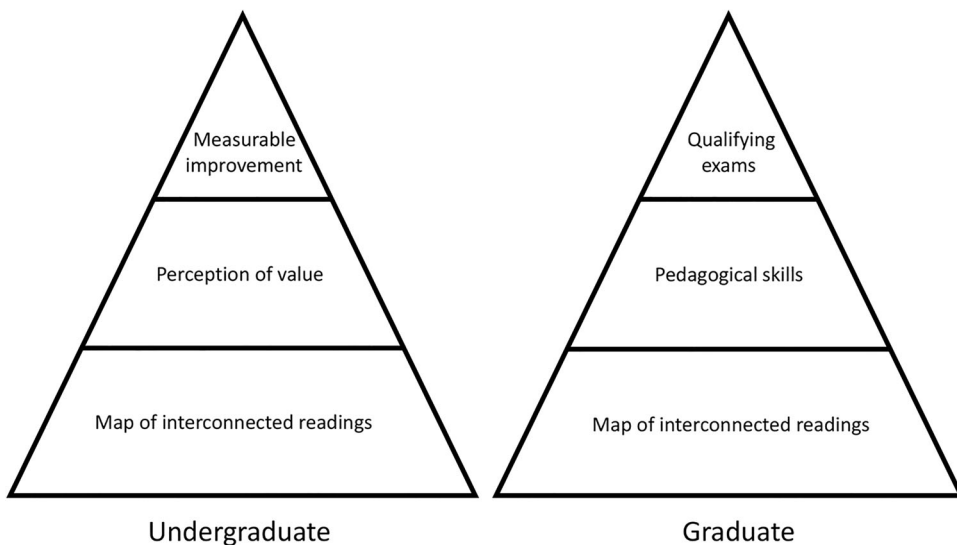 Measurable
improvement
Perception of value
Map of interconnected readings
Undergraduate
Qualifying
exams
Pedagogical skills
Map of interconnected readings
Graduate